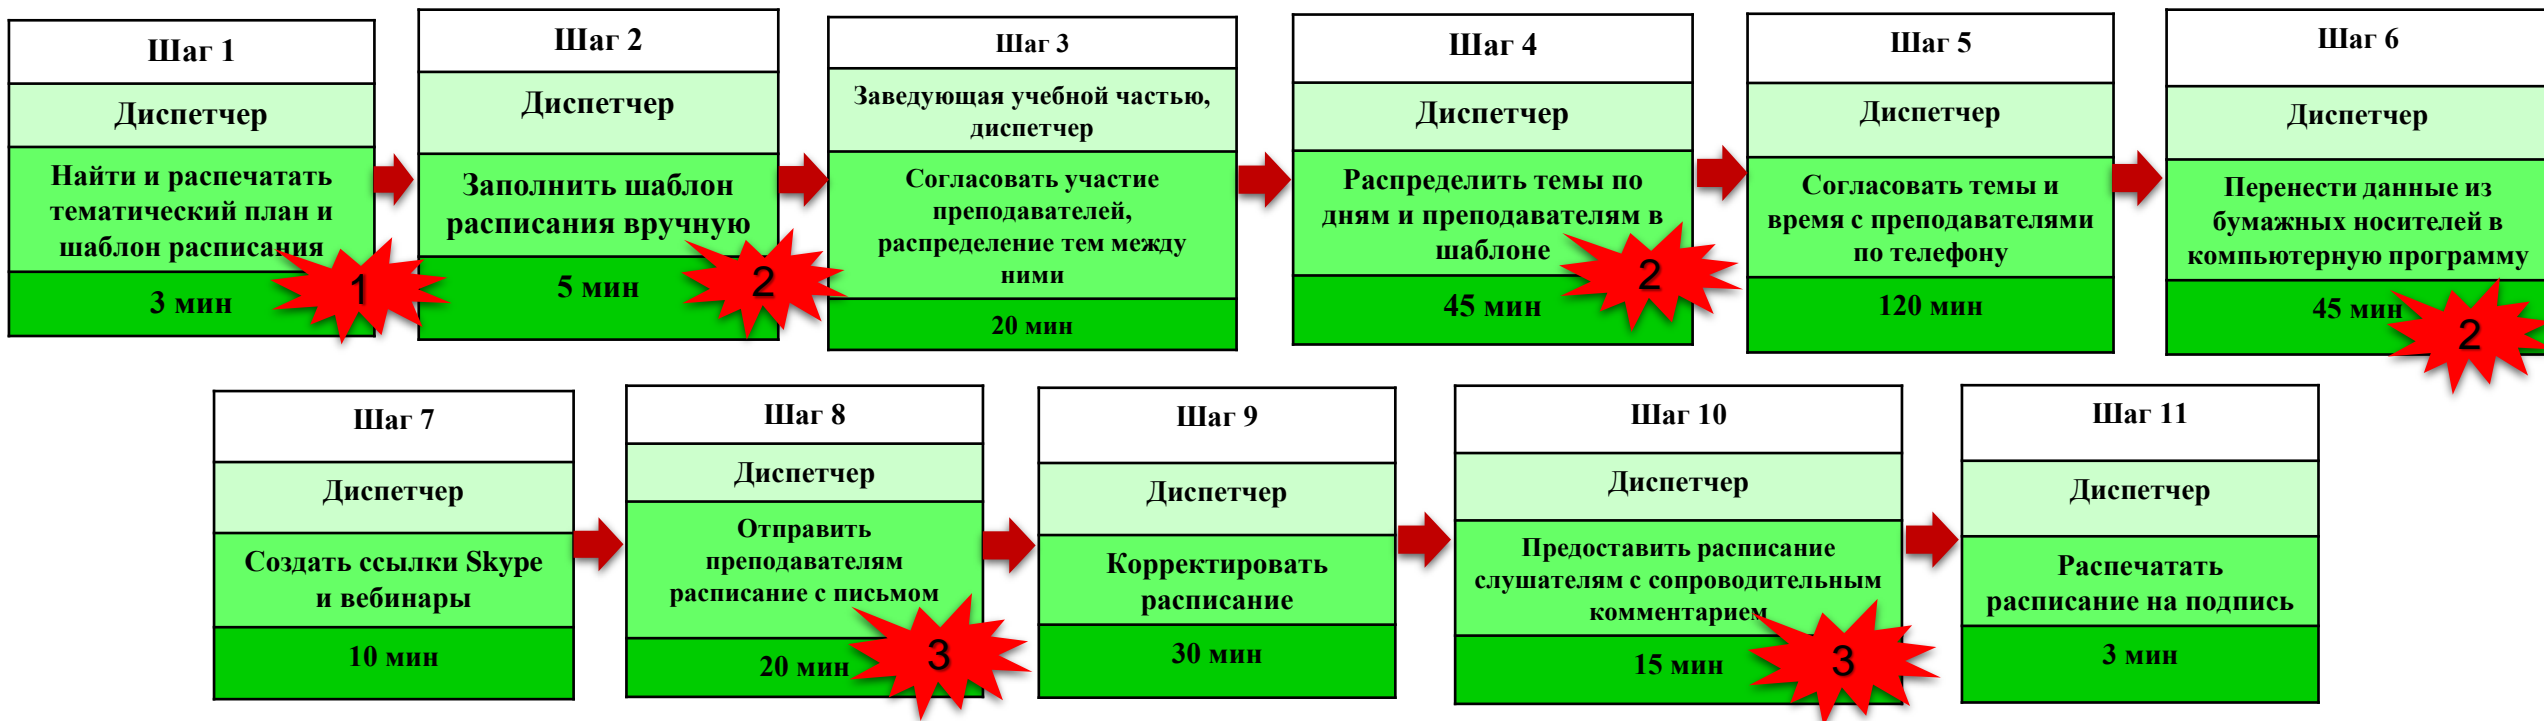 Шаг 1
Диспетчер
Найти и распечатать
тематический план и
шаблон расписания
3 мин
1
Шаг 2
Диспетчер
Заполнить шаблон
расписания вручную
5 мин
2
Шаг 3
Заведующая учебной частью,
диспетчер
Согласовать участие
преподавателей,
распределение тем между
ними
20 мин
Шаг 4
Диспетчер
Распределить темы по
дням и преподавателям в
шаблоне
45 мин
2
Шаг 5
Диспетчер
Согласовать темы и
время с преподавателями
по телефону
120 мин
Шаг 6
Диспетчер
Перенести данные из
бумажных носителей в
компьютерную программу
45 мин
2
Шаг 7
Диспетчер
Создать ссылки Skype
и вебинары
10 мин
Шаг 8
Диспетчер
Отправить
преподавателям
расписание с письмом
20 мин
3
Шаг 9
Диспетчер
Корректировать
расписание
30 мин
Шаг 10
Диспетчер
Предоставить расписание
слушателям с сопроводительным
комментарием
15 мин
3
Шаг 11
Диспетчер
Распечатать
расписание на подпись
3 мин